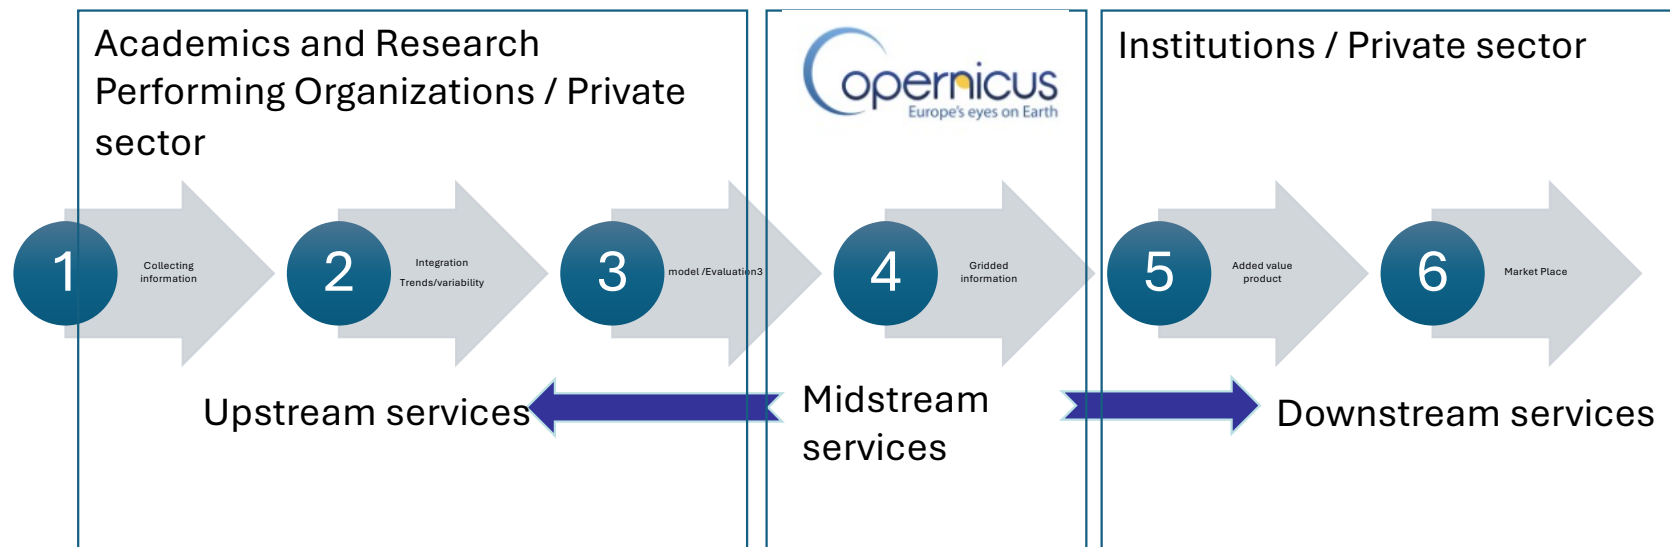 Academics and Research
Performing Organizations / Private
sector
Copernicus
Europe's eyes on Earth
Institutions / Private sector
1
Collecting
information
2
Integration
Trends/variability
3
model /Evaluation3
4
Gridded
information
5
Added value
product
6
Market Place
Upstream services
Midstream
services
Downstream services